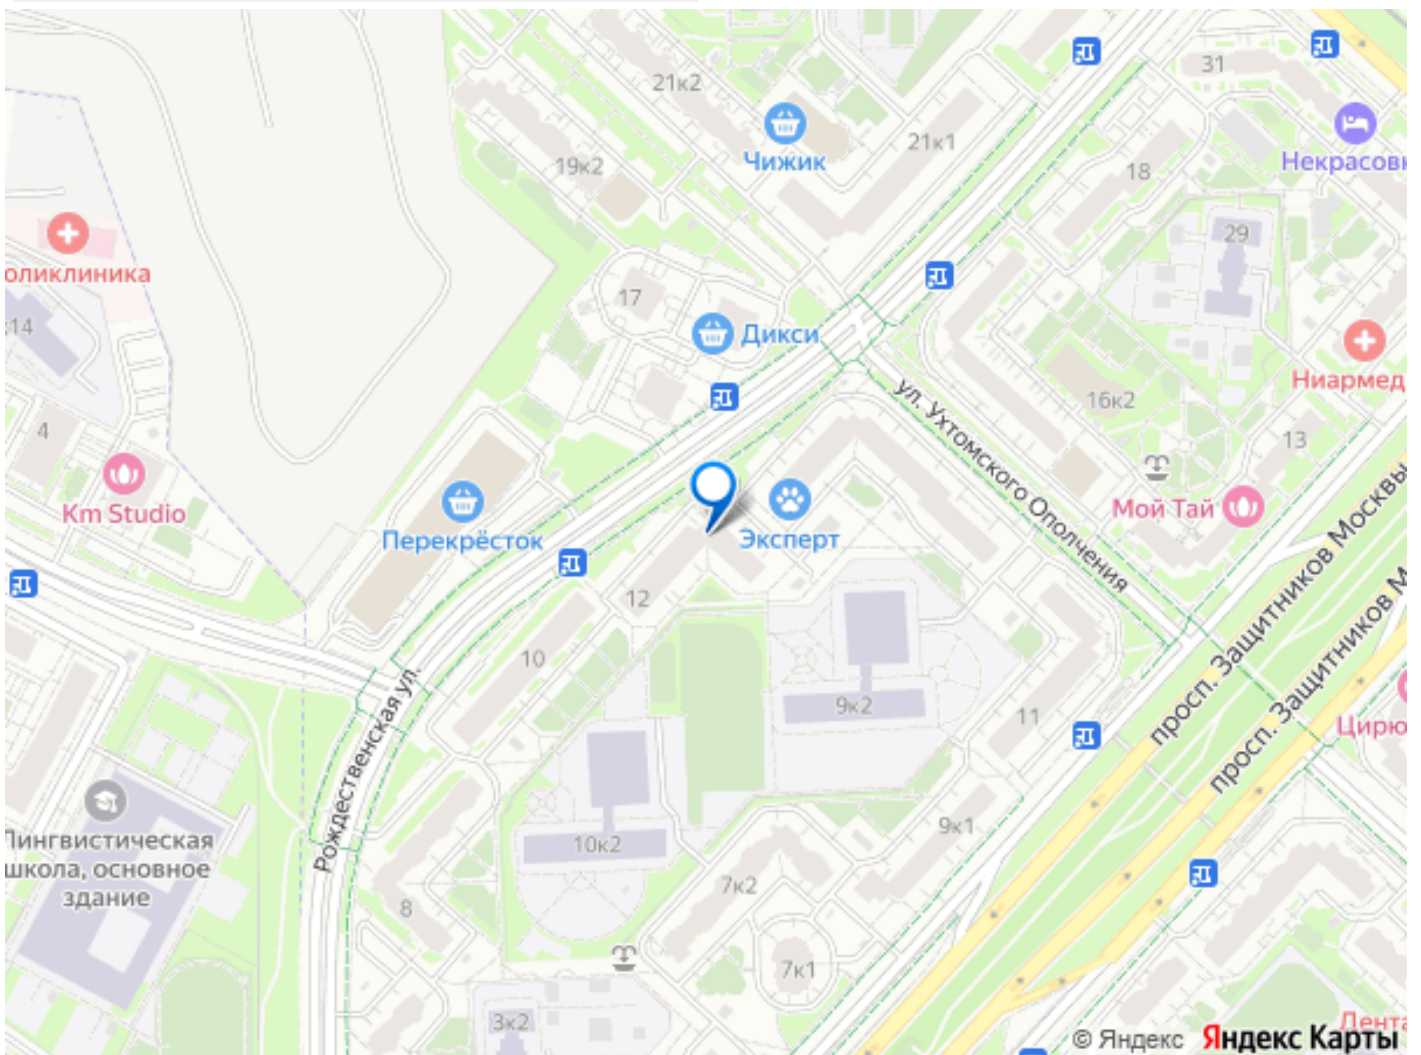 21к2
31
Чижик
21к1
19к2
18
Некрасовк
29
оликлиника
17
14
Дикси
Ниармед
ул. Ухтомского Ополчения
16к2
4
13
Km Studio
Перекрёсток
Эксперт
Мой Тай
просп. Защитников Москвы
просп. Защитников М
12
10
9к2
11
Цирю
Рождественская ул.
Лингвистическая
школа, основное
здание
10к2
9к1
7к2
8
7к1
3к2
Дента
© Яндекс Яндекс Карты